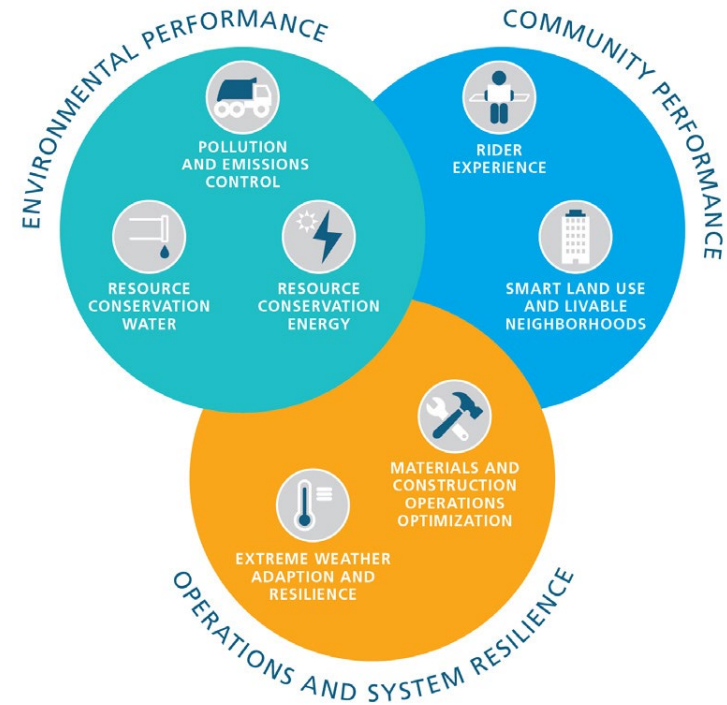 ENVIRONMENTAL PERFORMANCE
POLLUTION
AND EMISSIONS
CONTROL
RESOURCE
CONSERVATION
WATER
RESOURCE
CONSERVATION
ENERGY
COMMUNITY PERFORMANCE
RIDER
EXPERIENCE
SMART LAND USE
AND LIVABLE
NEIGHBORHOODS
MATERIALS AND
CONSTRUCTION
OPERATIONS
OPTIMIZATION
EXTREME WEATHER
ADAPTION AND
RESILIENCE
OPERATIONS AND SYSTEM RESILIENCE